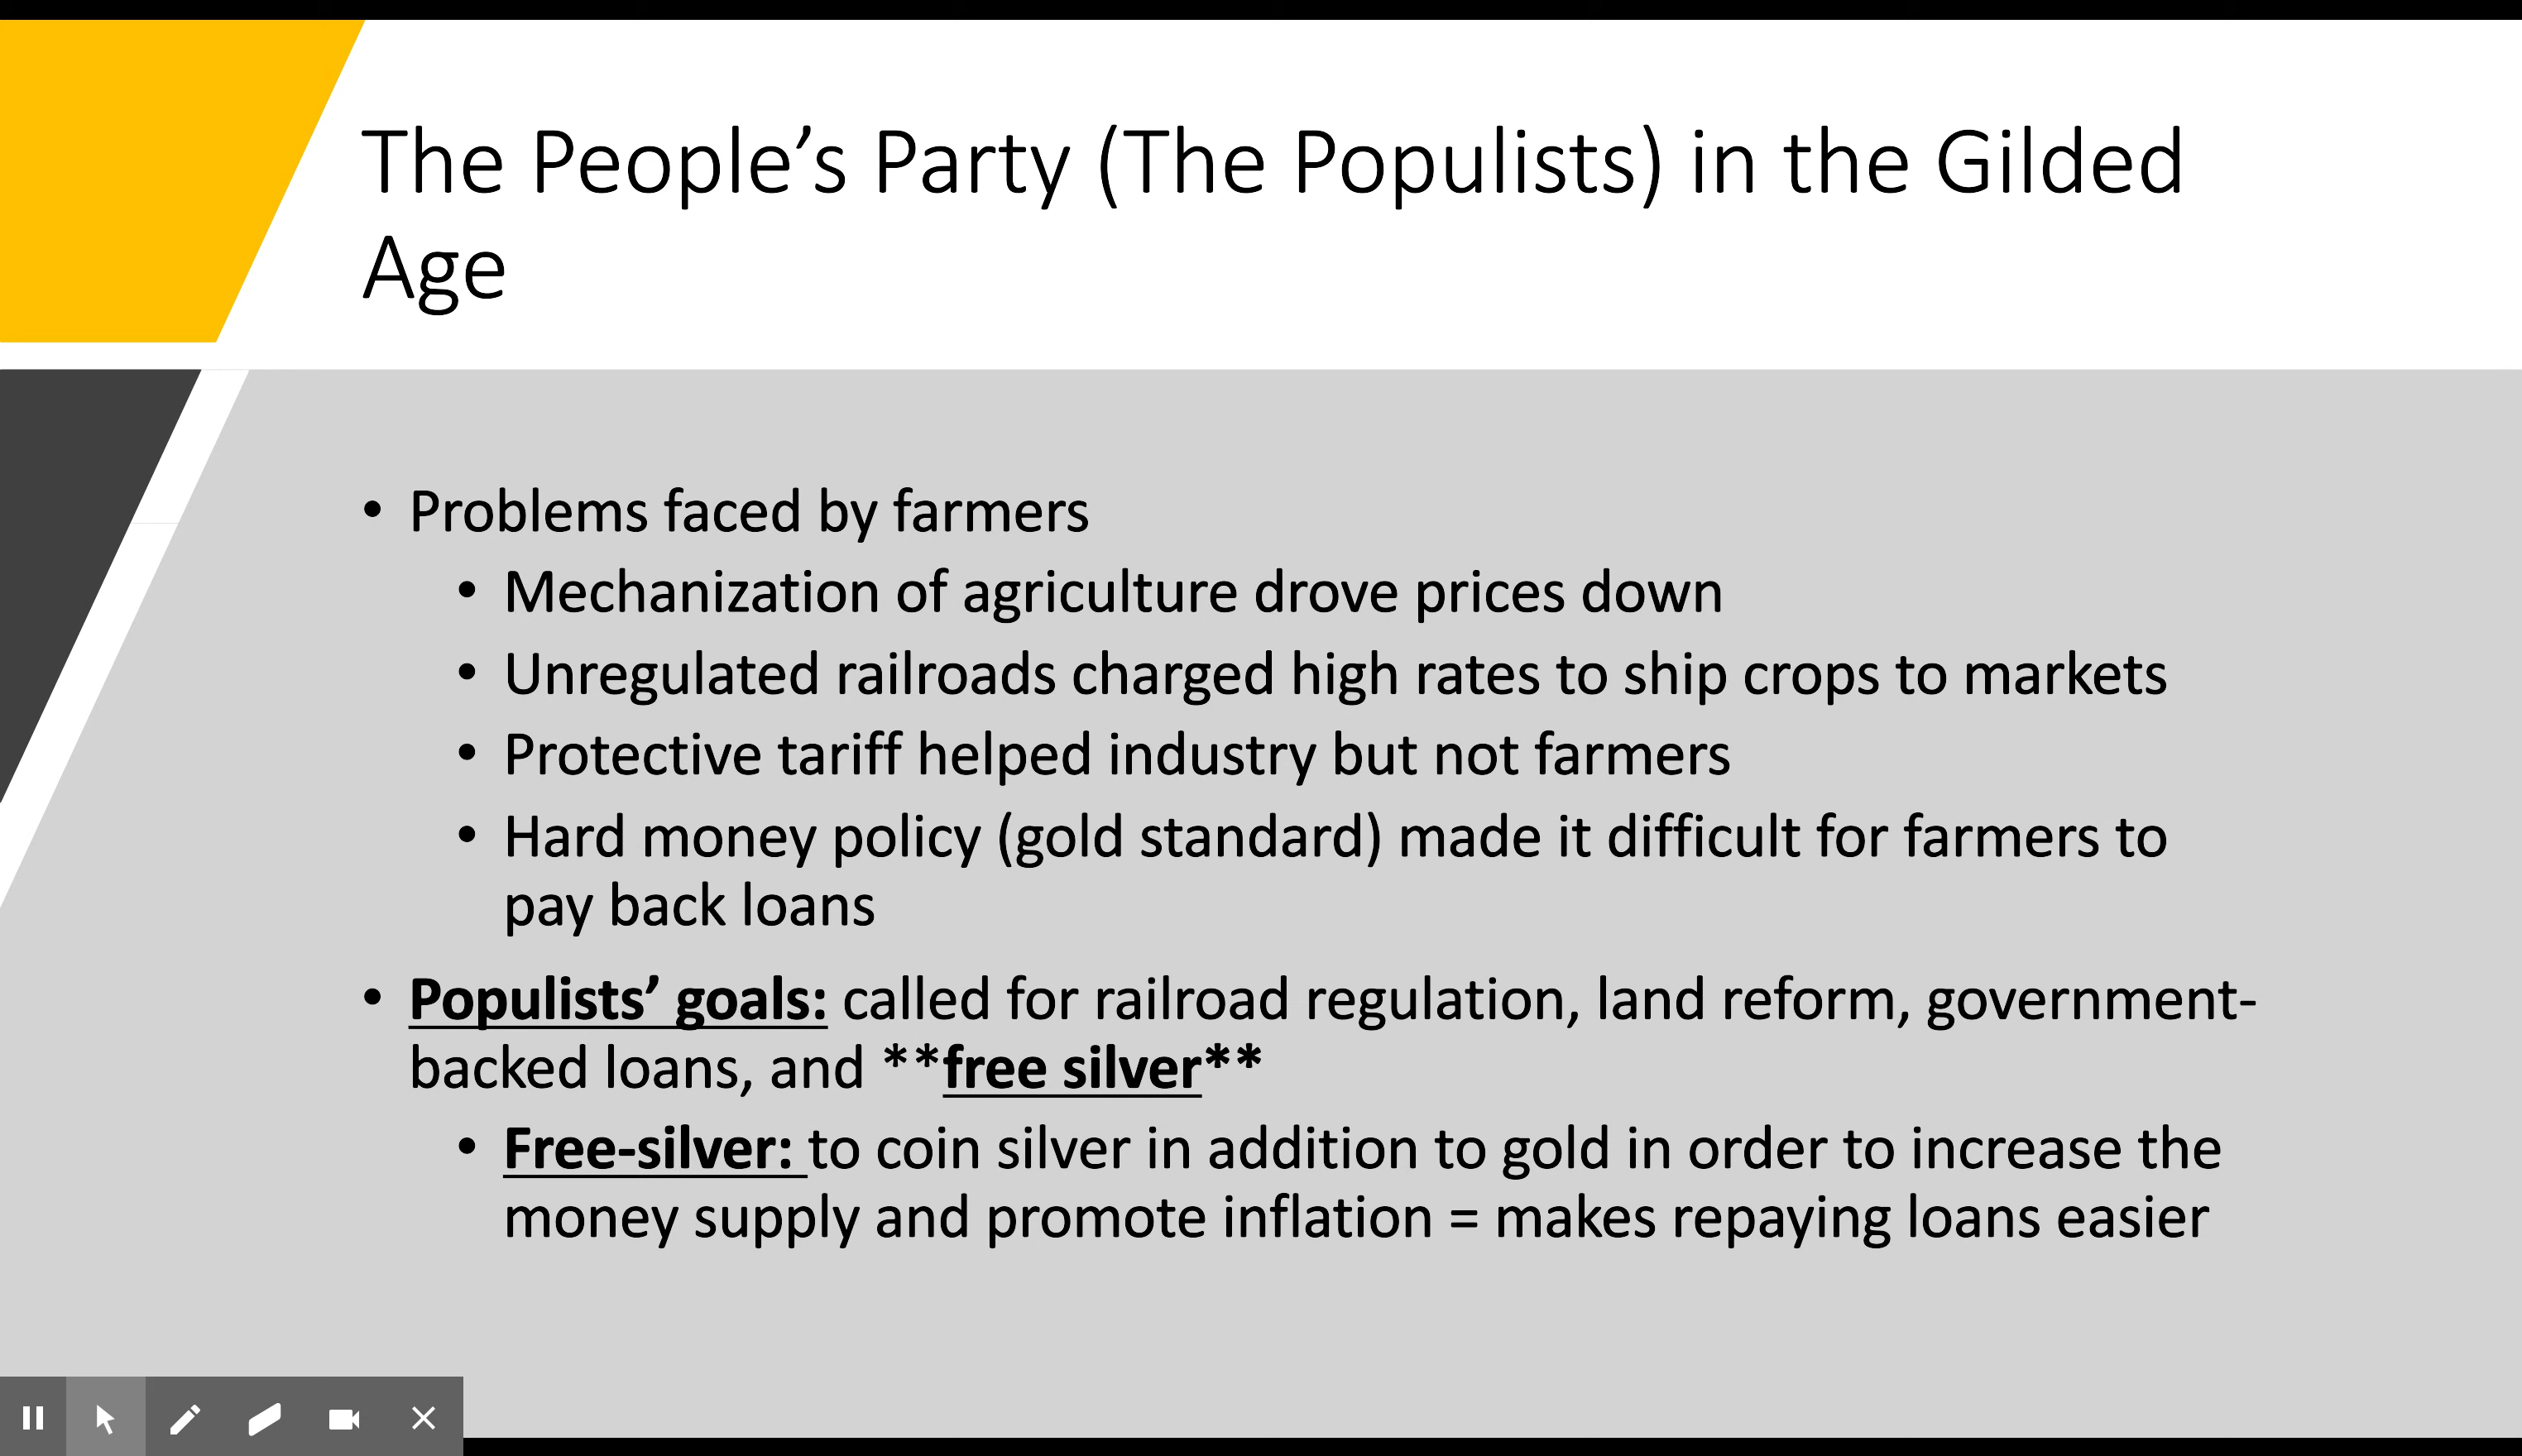 The People’s Party (The Populists) in the Gilded
Age
• Problems faced by farmers
• Mechanization of agriculture drove prices down
• Unregulated railroads charged high rates to ship crops to markets
• Protective tariff helped industry but not farmers
• Hard money policy (gold standard) made it difficult for farmers to
pay back loans
• Populists’ goals: called for railroad regulation, land reform, government-
backed loans, and **free silver**
• Free-silver: to coin silver in addition to gold in order to increase the
money supply and promote inflation = makes repaying loans easier